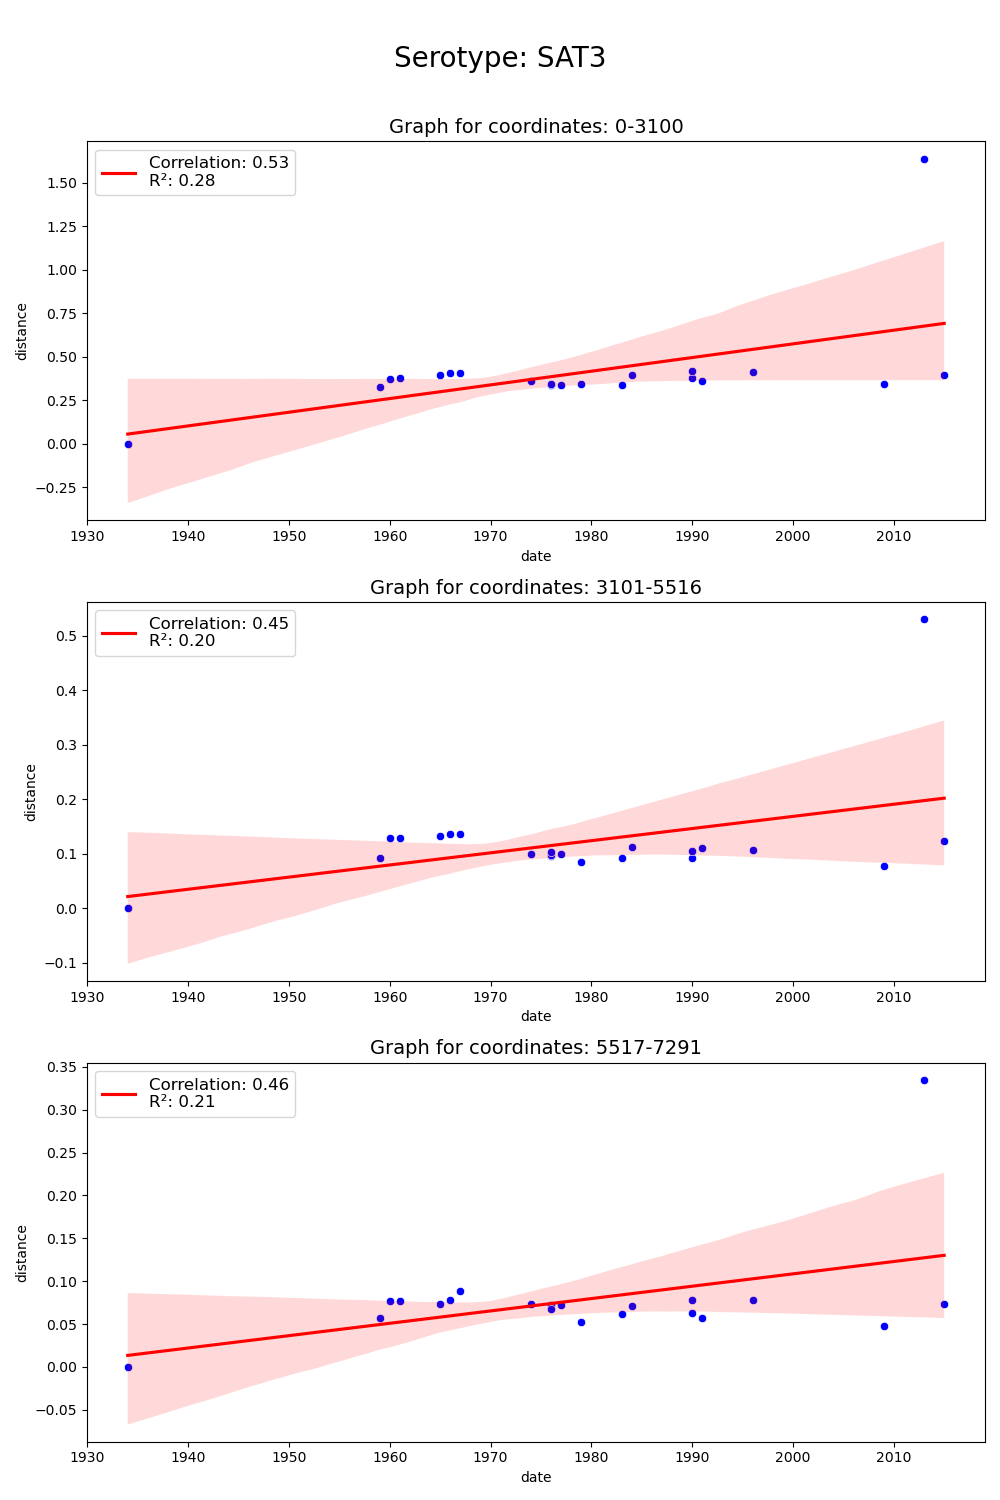 Serotype: SAT3
Graph for coordinates: 0-3100
Correlation: 0.53
R²: 0.28
1.50
1.25
1.00
0.75
0.50
0.25
0.00
−0.25
distance
1930 1940 1950 1960 1970 1980 1990 2000 2010
date
Graph for coordinates: 3101-5516
Correlation: 0.45
R²: 0.20
0.5
0.4
0.3
0.2
0.1
0.0
−0.1
distance
1930 1940 1950 1960 1970 1980 1990 2000 2010
date
Graph for coordinates: 5517-7291
Correlation: 0.46
R²: 0.21
0.35
0.30
0.25
0.20
0.15
0.10
0.05
0.00
−0.05
distance
1930 1940 1950 1960 1970 1980 1990 2000 2010
date